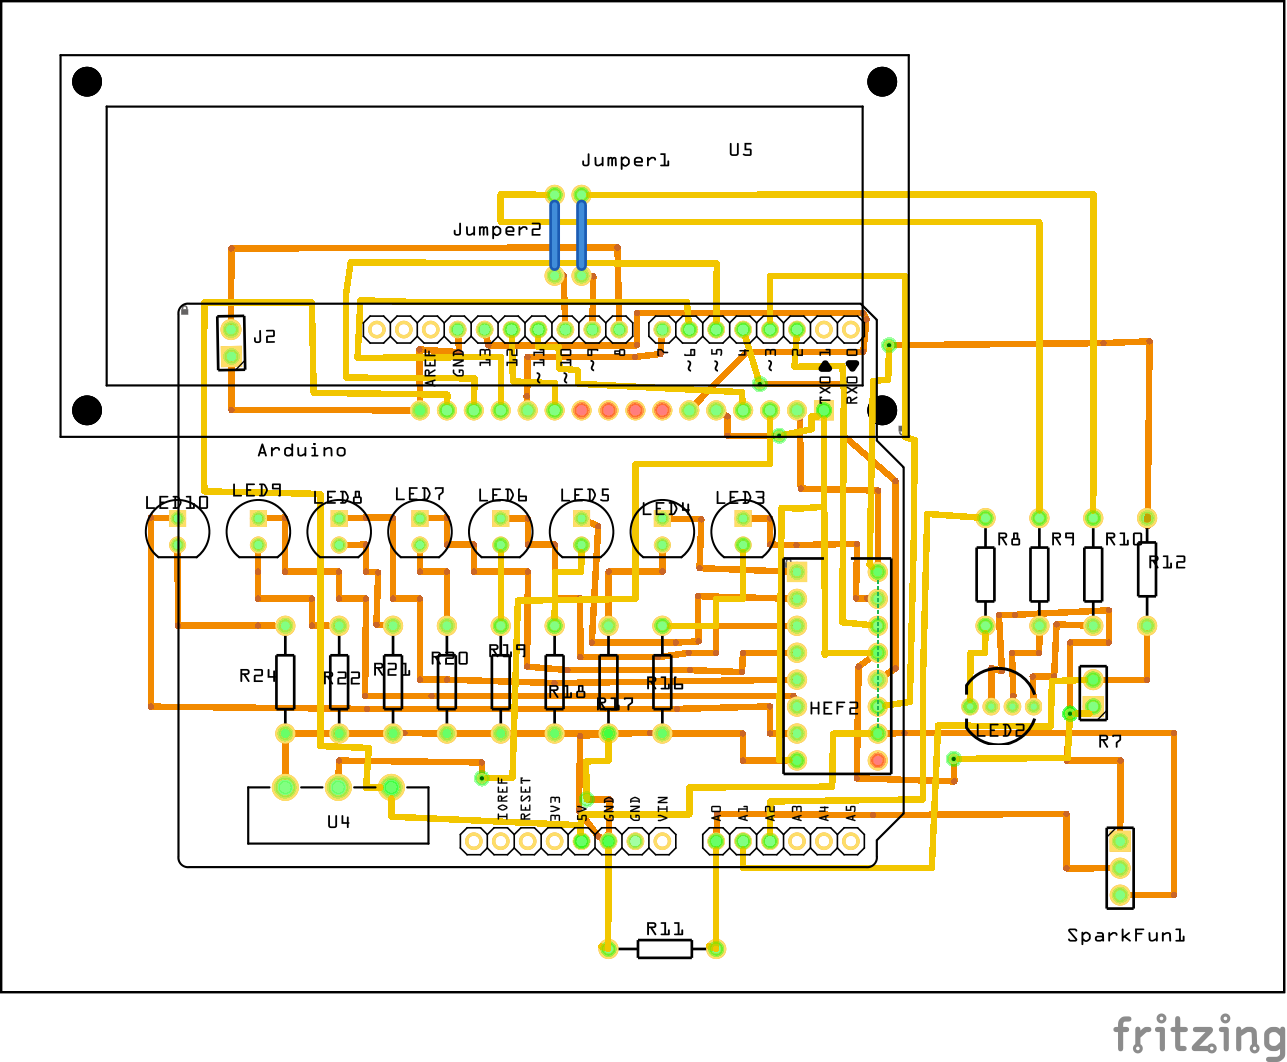 Jumper1
U5
Jumper2
J2
AREF
GND
13
12
~11
~10
~9
8
7
~6
~5
4
~3
2
TX0 1
RX0 0
Arduino
LED10
LED9
LED8
LED7
LED6
LED5
LED4
LED3
R8
R9
R10
R12
R24
R22
R21
R20
R19
R18
R17
R16
HEF2
LED2
R7
U4
IOREF
RESET
3V3
5V
GND
GND
VIN
A0
A1
A2
A3
A4
A5
R11
SparkFun1
fritzing